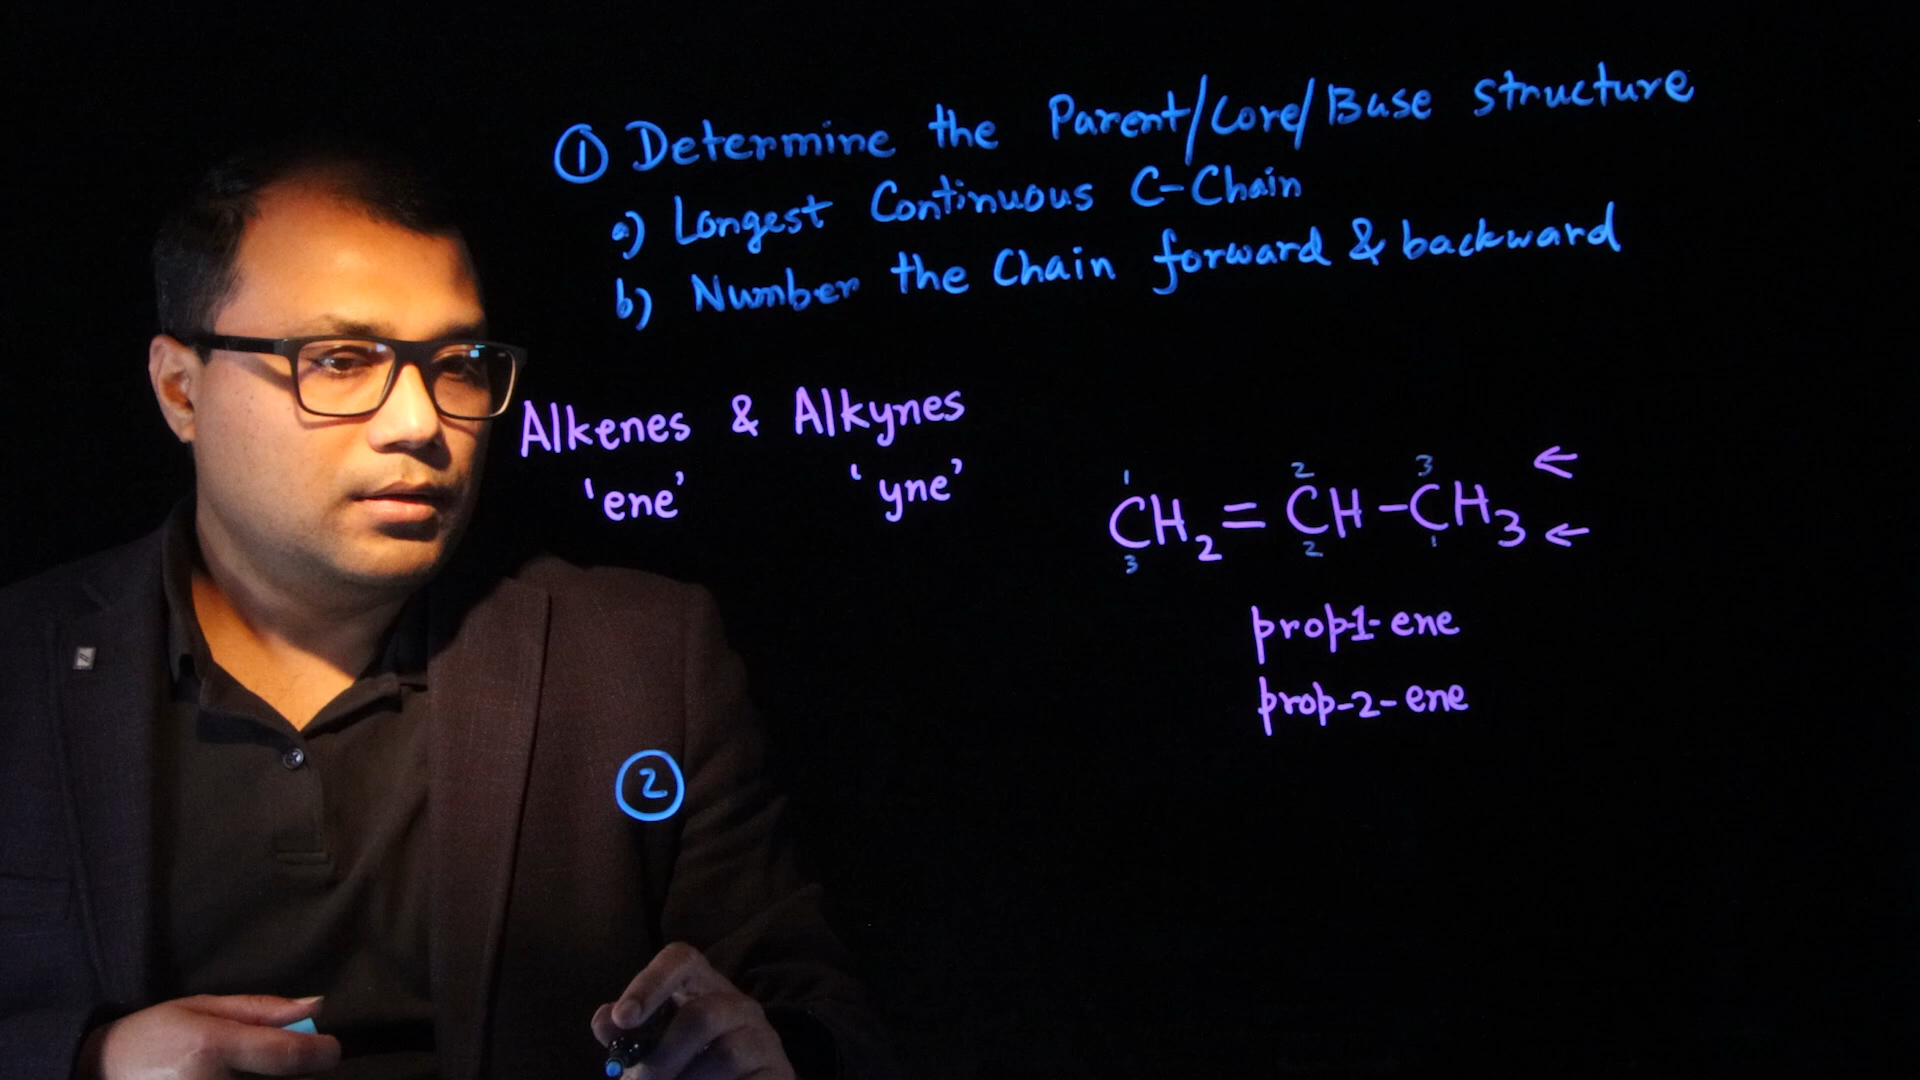 ① Determine the Parent/Core/Base structure
a) Longest Continuous C-Chain
b) Number the Chain forward & backward
Alkenes & Alkynes
'ene' 'yne'
1 2 3 ←
CH₂ = CH - CH₃ ←
3 2 1
prop-1-ene
prop-2-ene
②